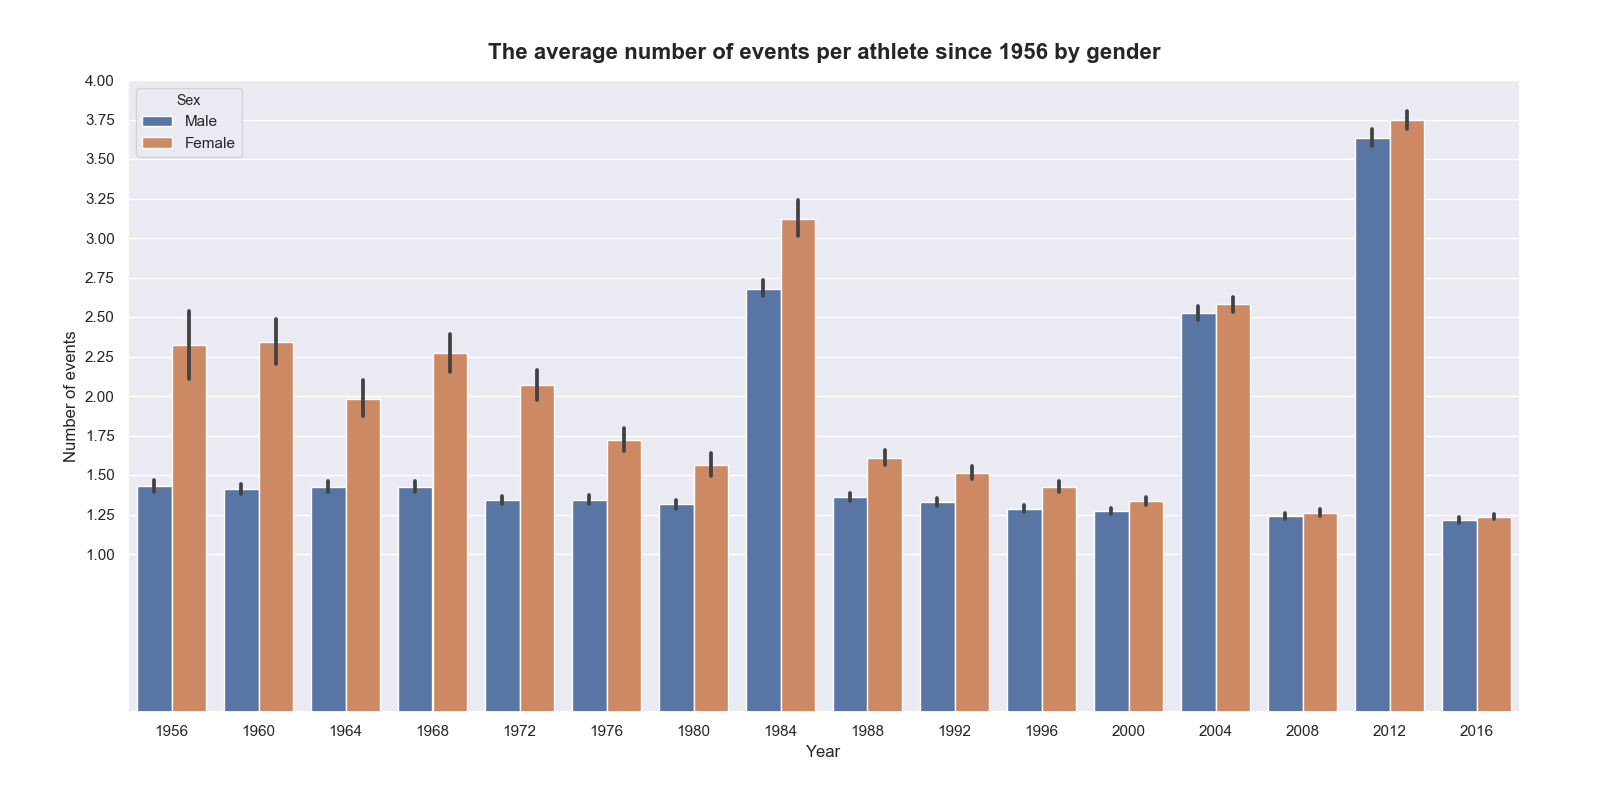 The average number of events per athlete since 1956 by gender
Sex
Male
Female
Number of events
4.00
3.75
3.50
3.25
3.00
2.75
2.50
2.25
2.00
1.75
1.50
1.25
1.00
1956 1960 1964 1968 1972 1976 1980 1984 1988 1992 1996 2000 2004 2008 2012 2016
Year